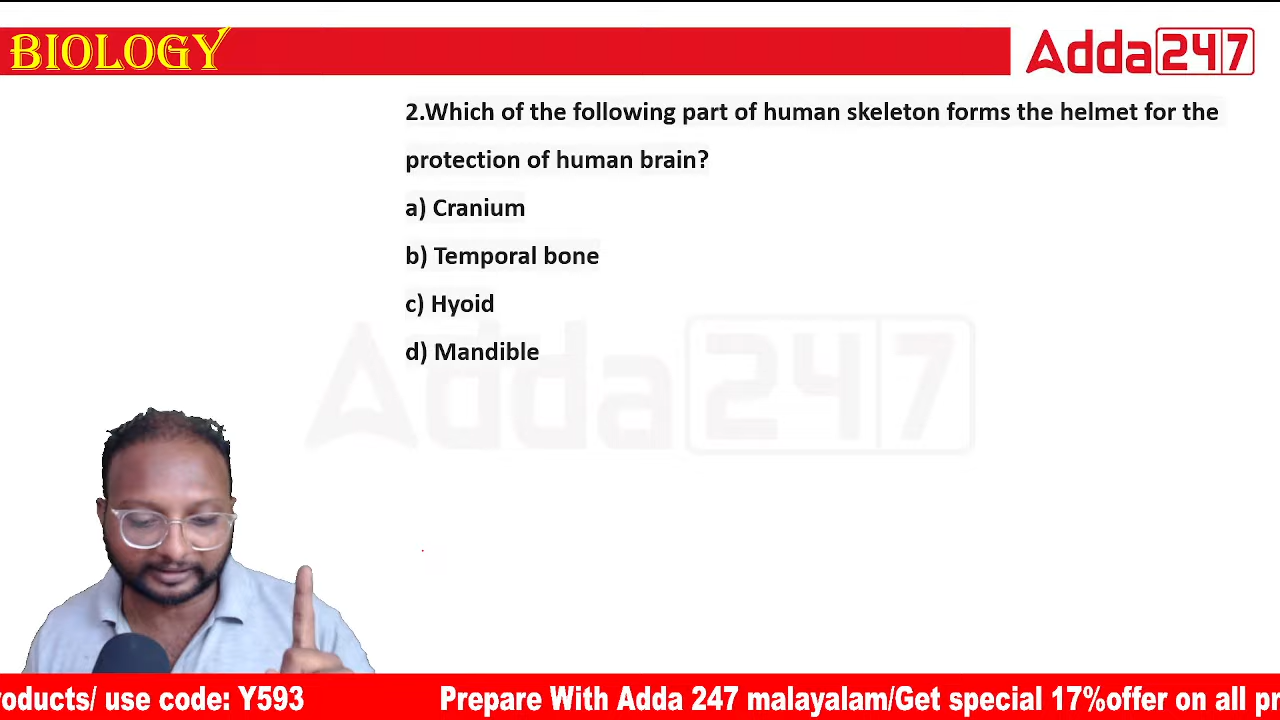 BIOLOGY
Adda247
2.Which of the following part of human skeleton forms the helmet for the
protection of human brain?
a) Cranium
b) Temporal bone
c) Hyoid
d) Mandible
Adda247
roducts/ use code: Y593 Prepare With Adda 247 malayalam/Get special 17%offer on all pr